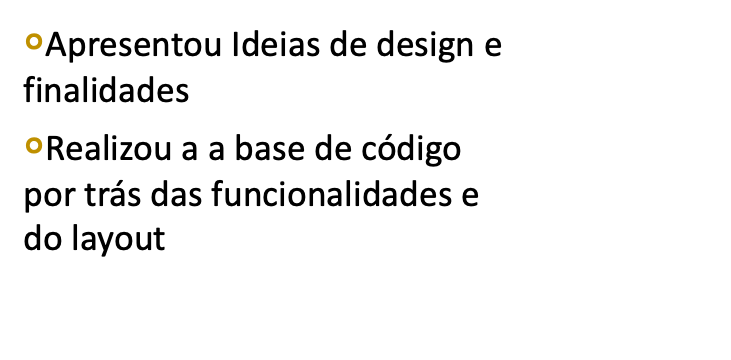 Apresentou Ideias de design e
finalidades
Realizou a a base de código
por trás das funcionalidades e
do layout